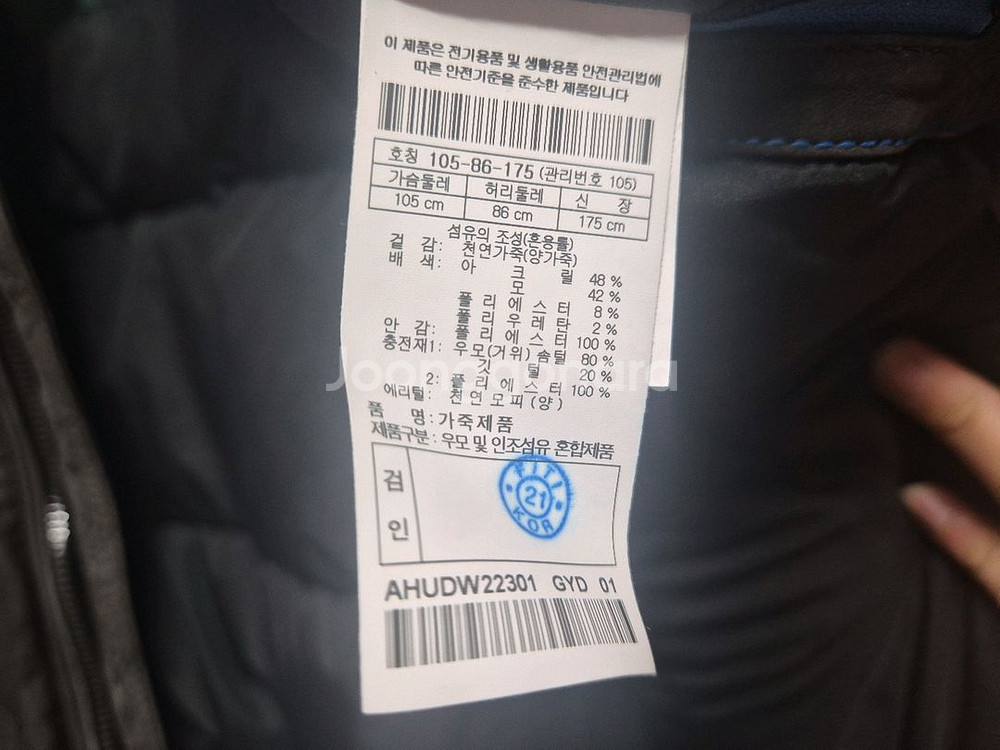 이 제품은 전기용품 및 생활용품 안전관리법에
따른 안전기준을 준수한 제품입니다
호칭 105-86-175 (관리번호 105)
가슴둘레 허리둘레 신 장
105 cm 86 cm 175 cm
섬유의 조성(혼용률)
겉 감: 천연가죽(양가죽)
배 색: 아 크 릴 48 %
모 42 %
폴 리 에 스 터 8 %
폴 리 우 레 탄 2 %
안 감: 폴 리 에 스 터 100 %
충전재1: 우모(거위) 솜털 80 %
깃 털 20 %
2: 폴 리 에 스 터 100 %
에리털: 천 연 모 피 (양)
품 명 : 가죽제품
제품구분 : 우모 및 인조섬유 혼합제품
검 인
FITI
21
KOR
AHUDW22301 GYD 01
Joongonara